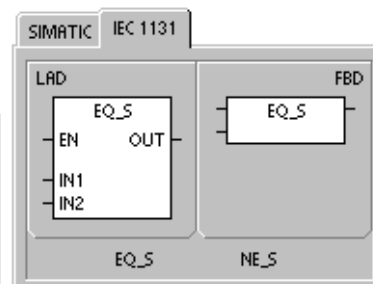 SIMATIC IEC 1131
LAD FBD
EQ_S EQ_S
EN OUT
IN1
IN2
EQ_S NE_S